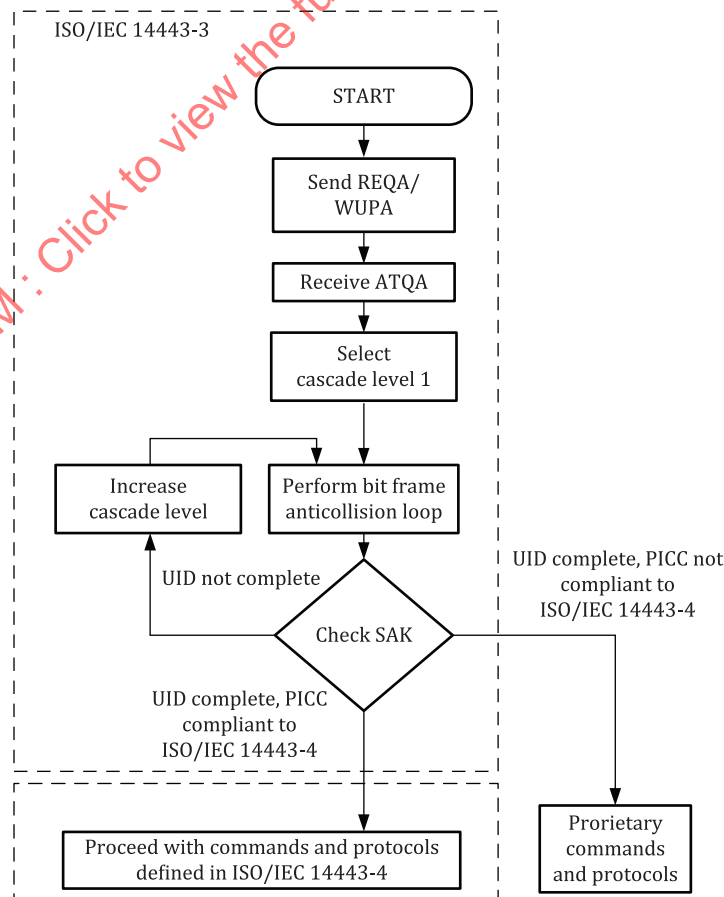 ISO/IEC 14443-3
M : Click to view the fu
START
Send REQA/
WUPA
Receive ATQA
Select
cascade level 1
Increase
cascade level
Perform bit frame
anticollision loop
UID not complete
Check SAK
UID complete, PICC not
compliant to
ISO/IEC 14443-4
UID complete, PICC
compliant to
ISO/IEC 14443-4
Proceed with commands and protocols
defined in ISO/IEC 14443-4
Prorietary
commands
and protocols